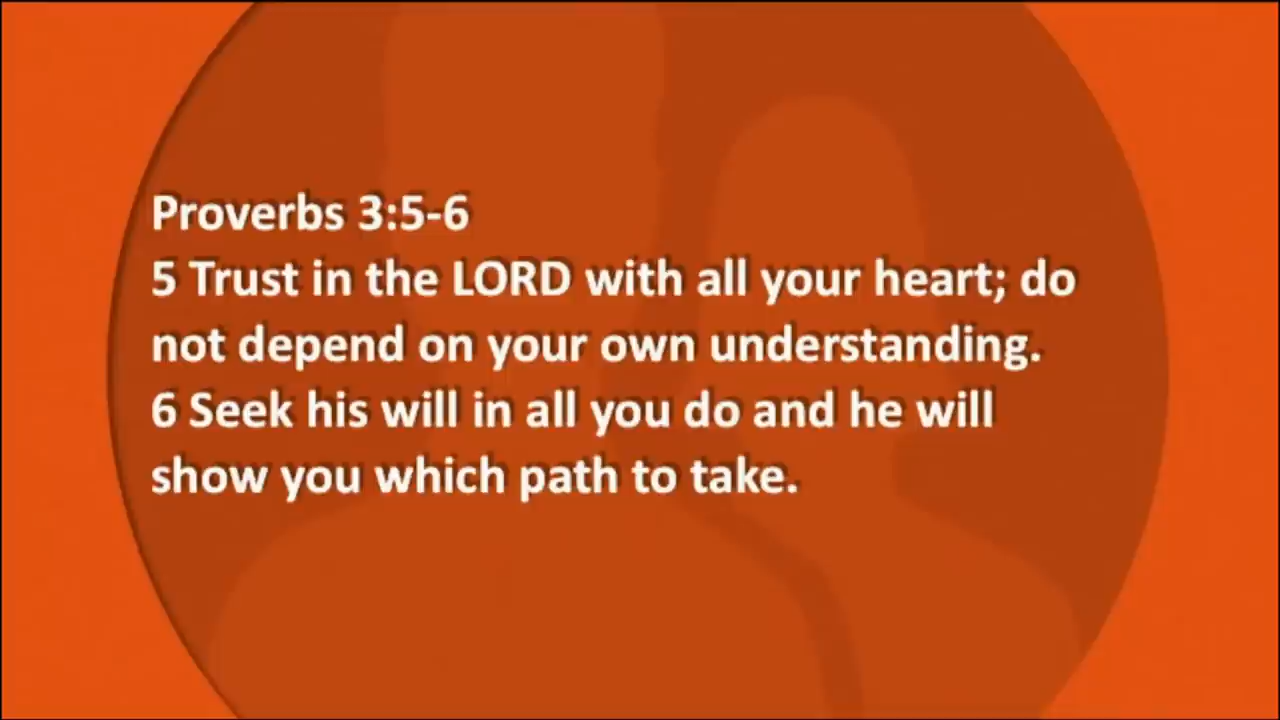 Proverbs 3:5-6
5 Trust in the LORD with all your heart; do
not depend on your own understanding.
6 Seek his will in all you do and he will
show you which path to take.